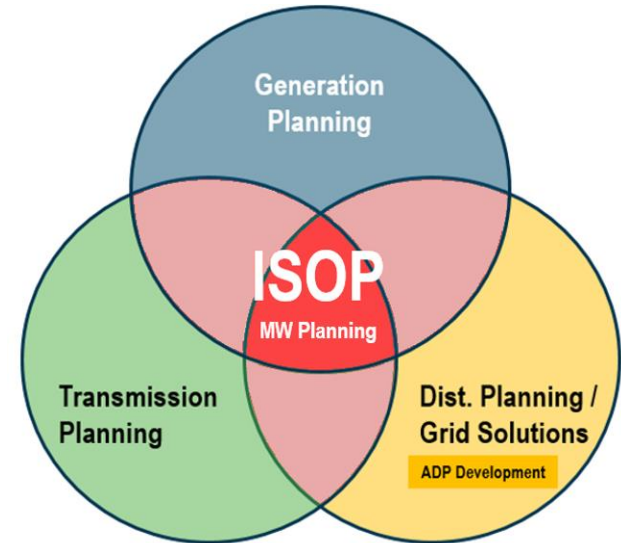 Generation
Planning
ISOP
MW Planning
Transmission
Planning
Dist. Planning /
Grid Solutions
ADP Development